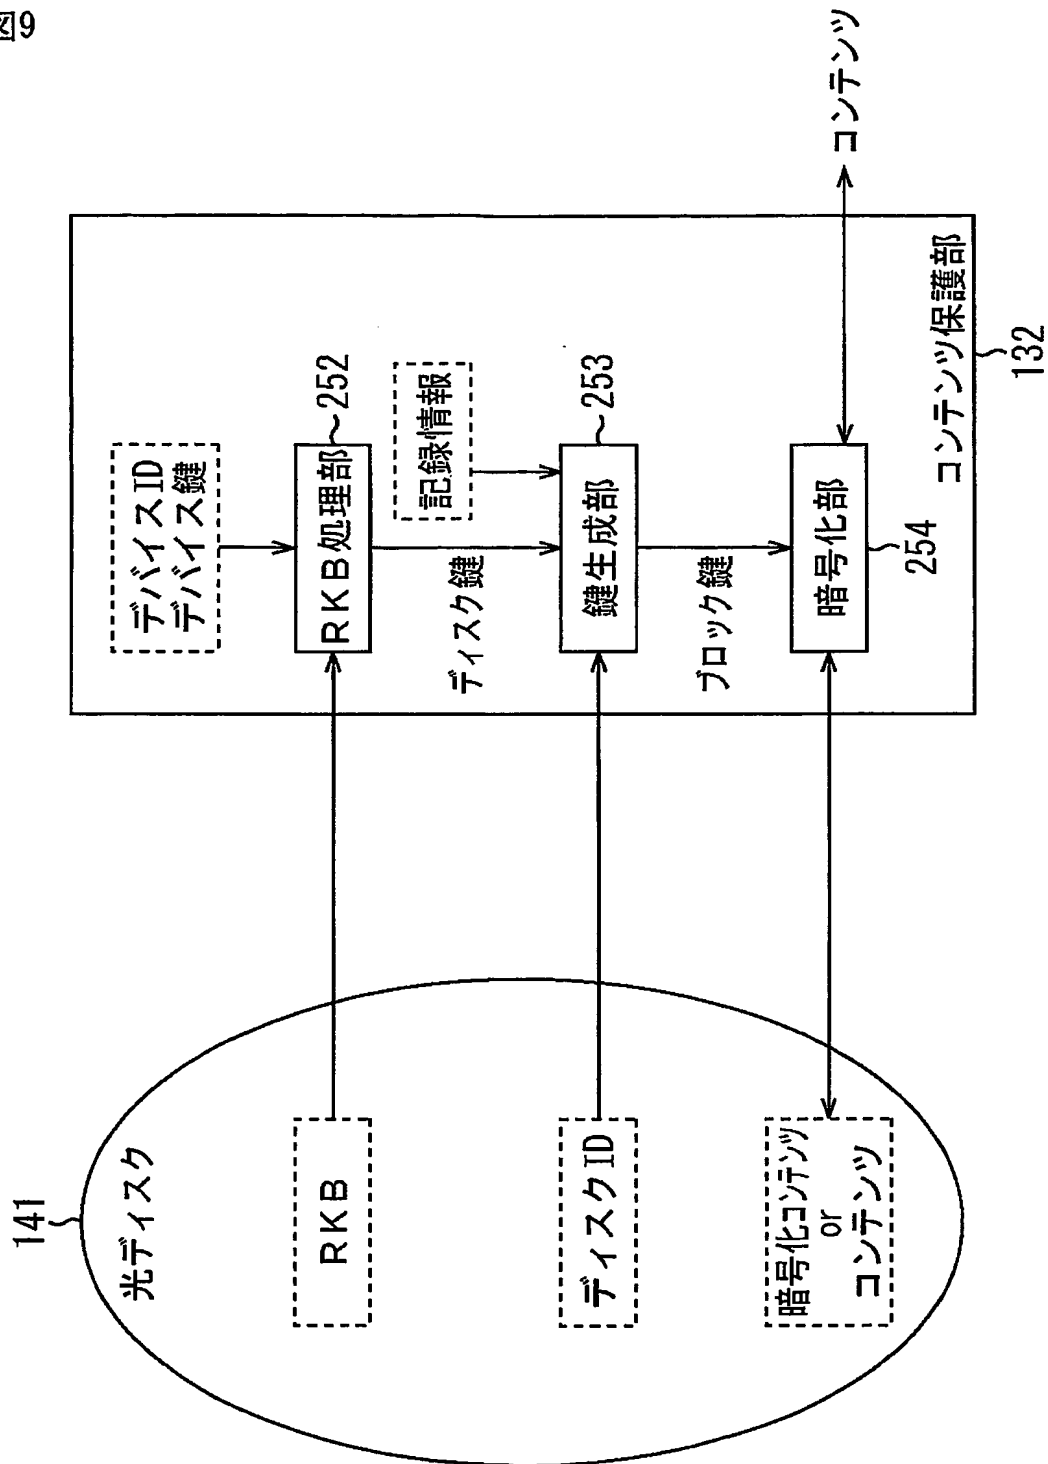 図9
141
光ディスク
RKB
ディスクID
暗号化コンテンツ
or
コンテンツ
デバイスID
デバイス鍵
RKB処理部
252
記録情報
ディスク鍵
鍵生成部
253
ブロック鍵
暗号化部
254
コンテンツ保護部
132
コンテンツ